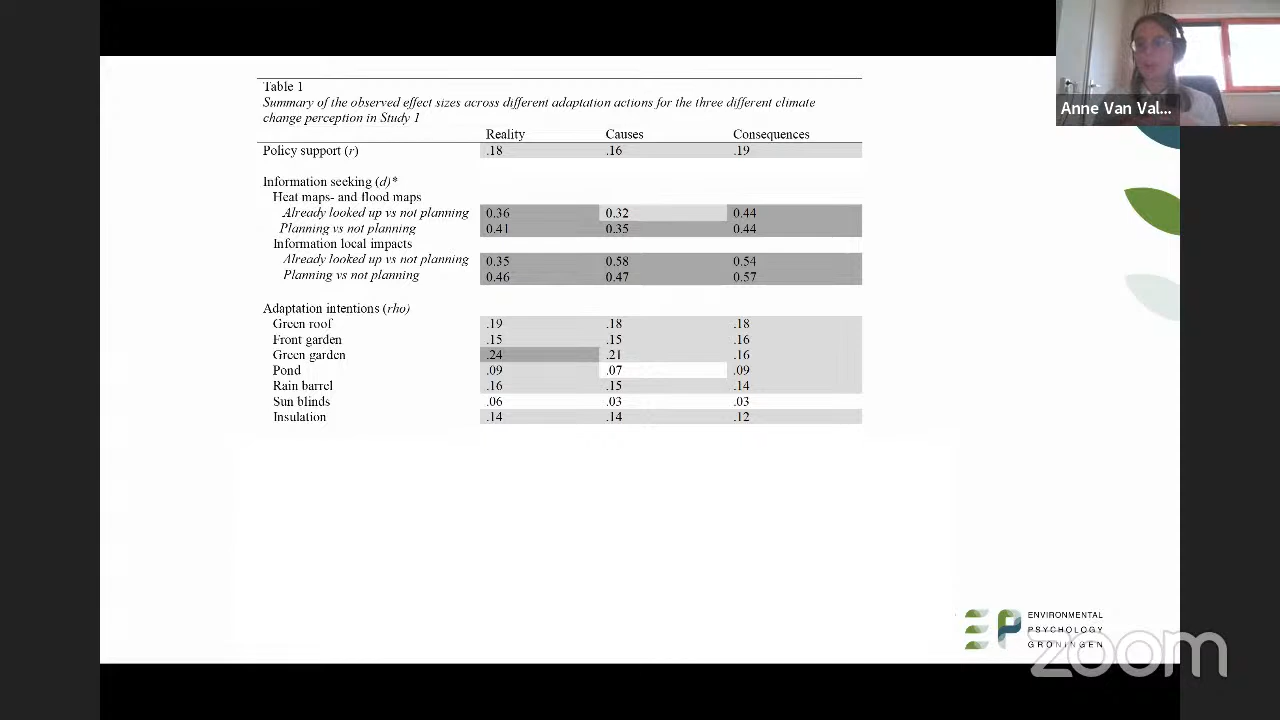 Table 1
Summary of the observed effect sizes across different adaptation actions for the three different climate
change perception in Study 1
Reality Causes Consequences
Policy support (r) .18 .16 .19
Information seeking (d)*
Heat maps- and flood maps
Already looked up vs not planning 0.36 0.32 0.44
Planning vs not planning 0.41 0.35 0.44
Information local impacts
Already looked up vs not planning 0.35 0.58 0.54
Planning vs not planning 0.46 0.47 0.57
Adaptation intentions (rho)
Green roof .19 .18 .18
Front garden .15 .15 .16
Green garden .24 .21 .16
Pond .09 .07 .09
Rain barrel .16 .15 .14
Sun blinds .06 .03 .03
Insulation .14 .14 .12
Anne Van Val...
EP ENVIRONMENTAL
PSYCHOLOGY
GRONINGEN
zoom